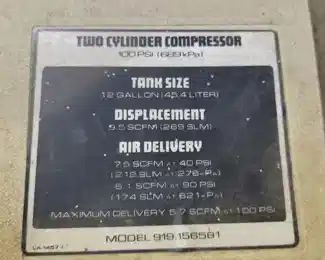 TWO CYLINDER COMPRESSOR
100 PSI (689 kPa)
TANK SIZE
12 GALLON (45.4 LITER)
DISPLACEMENT
9.5 SCFM (269 SLM)
AIR DELIVERY
7.5 SCFM AT 40 PSI
(212 SLM AT 276 kPa)
6.1 SCFM AT 90 PSI
(174 SLM AT 621 kPa)
MAXIMUM DELIVERY 5.7 SCFM AT 100 PSI
MODEL 919.156581